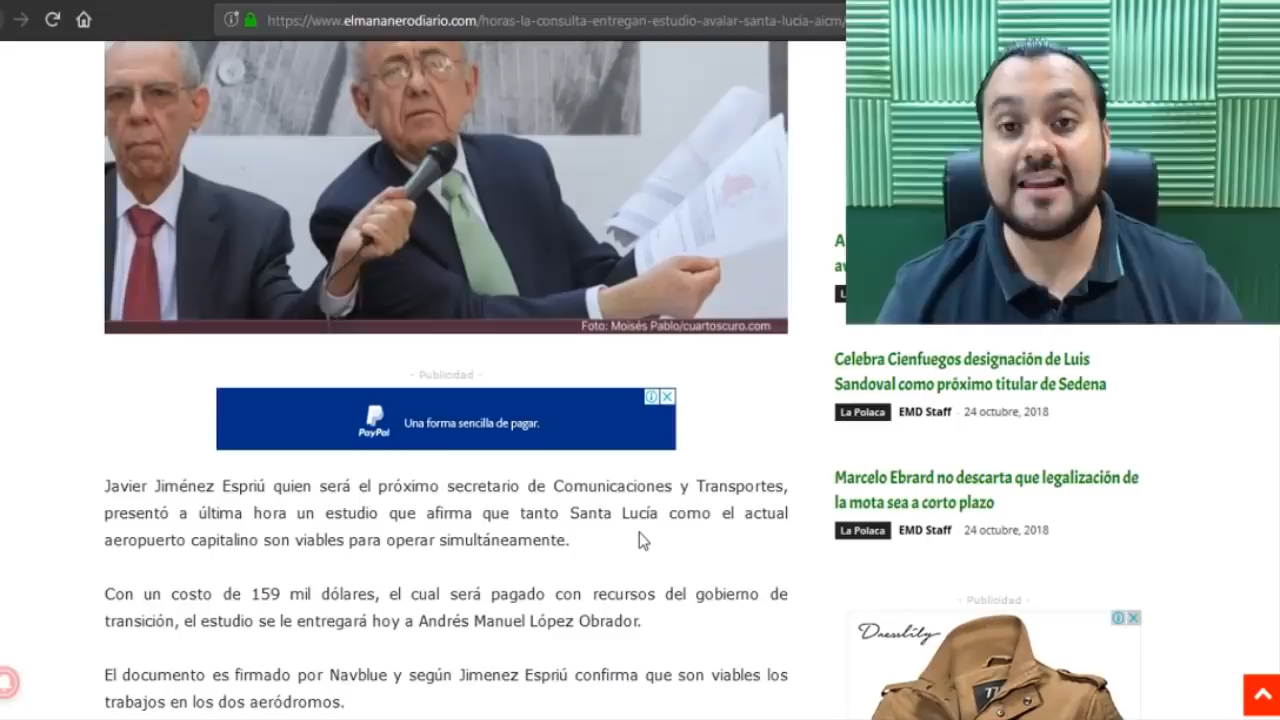 https://www.elmananerodiario.com/horas-la-consulta-entregan-estudio-avalar-santa-lucia-aicm/
Foto: Moisés Pablo/cuartoscuro.com
- Publicidad -
PayPal
Una forma sencilla de pagar.
Javier Jiménez Espriú quien será el próximo secretario de Comunicaciones y Transportes,
presentó a última hora un estudio que afirma que tanto Santa Lucía como el actual
aeropuerto capitalino son viables para operar simultáneamente.
Con un costo de 159 mil dólares, el cual será pagado con recursos del gobierno de
transición, el estudio se le entregará hoy a Andrés Manuel López Obrador.
El documento es firmado por Navblue y según Jimenez Espriú confirma que son viables los
trabajos en los dos aeródromos.
Celebra Cienfuegos designación de Luis
Sandoval como próximo titular de Sedena
La Polaca EMD Staff - 24 octubre, 2018
Marcelo Ebrard no descarta que legalización de
la mota sea a corto plazo
La Polaca EMD Staff - 24 octubre, 2018
- Publicidad -
Dresslily